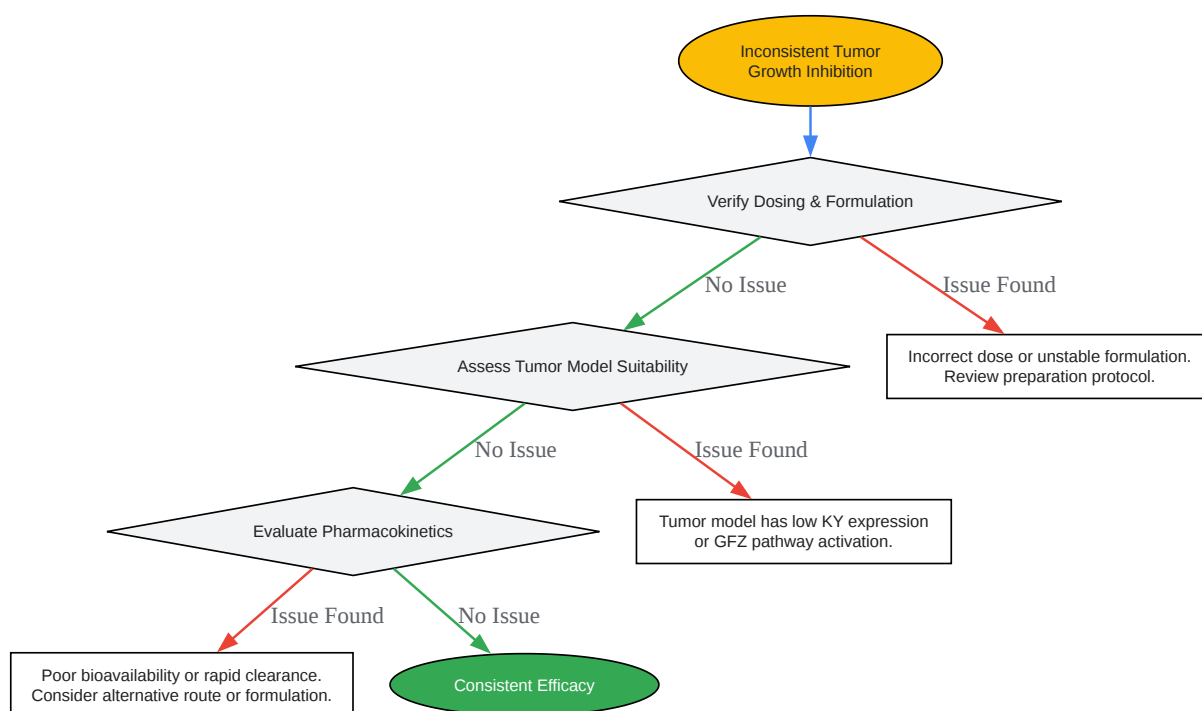 Inconsistent Tumor
Growth Inhibition
Verify Dosing & Formulation
No Issue
Issue Found
Incorrect dose or unstable formulation.
Review preparation protocol.
Assess Tumor Model Suitability
No Issue
Issue Found
Tumor model has low KY expression
or GFZ pathway activation.
Evaluate Pharmacokinetics
Issue Found
No Issue
Poor bioavailability or rapid clearance.
Consider alternative route or formulation.
Consistent Efficacy